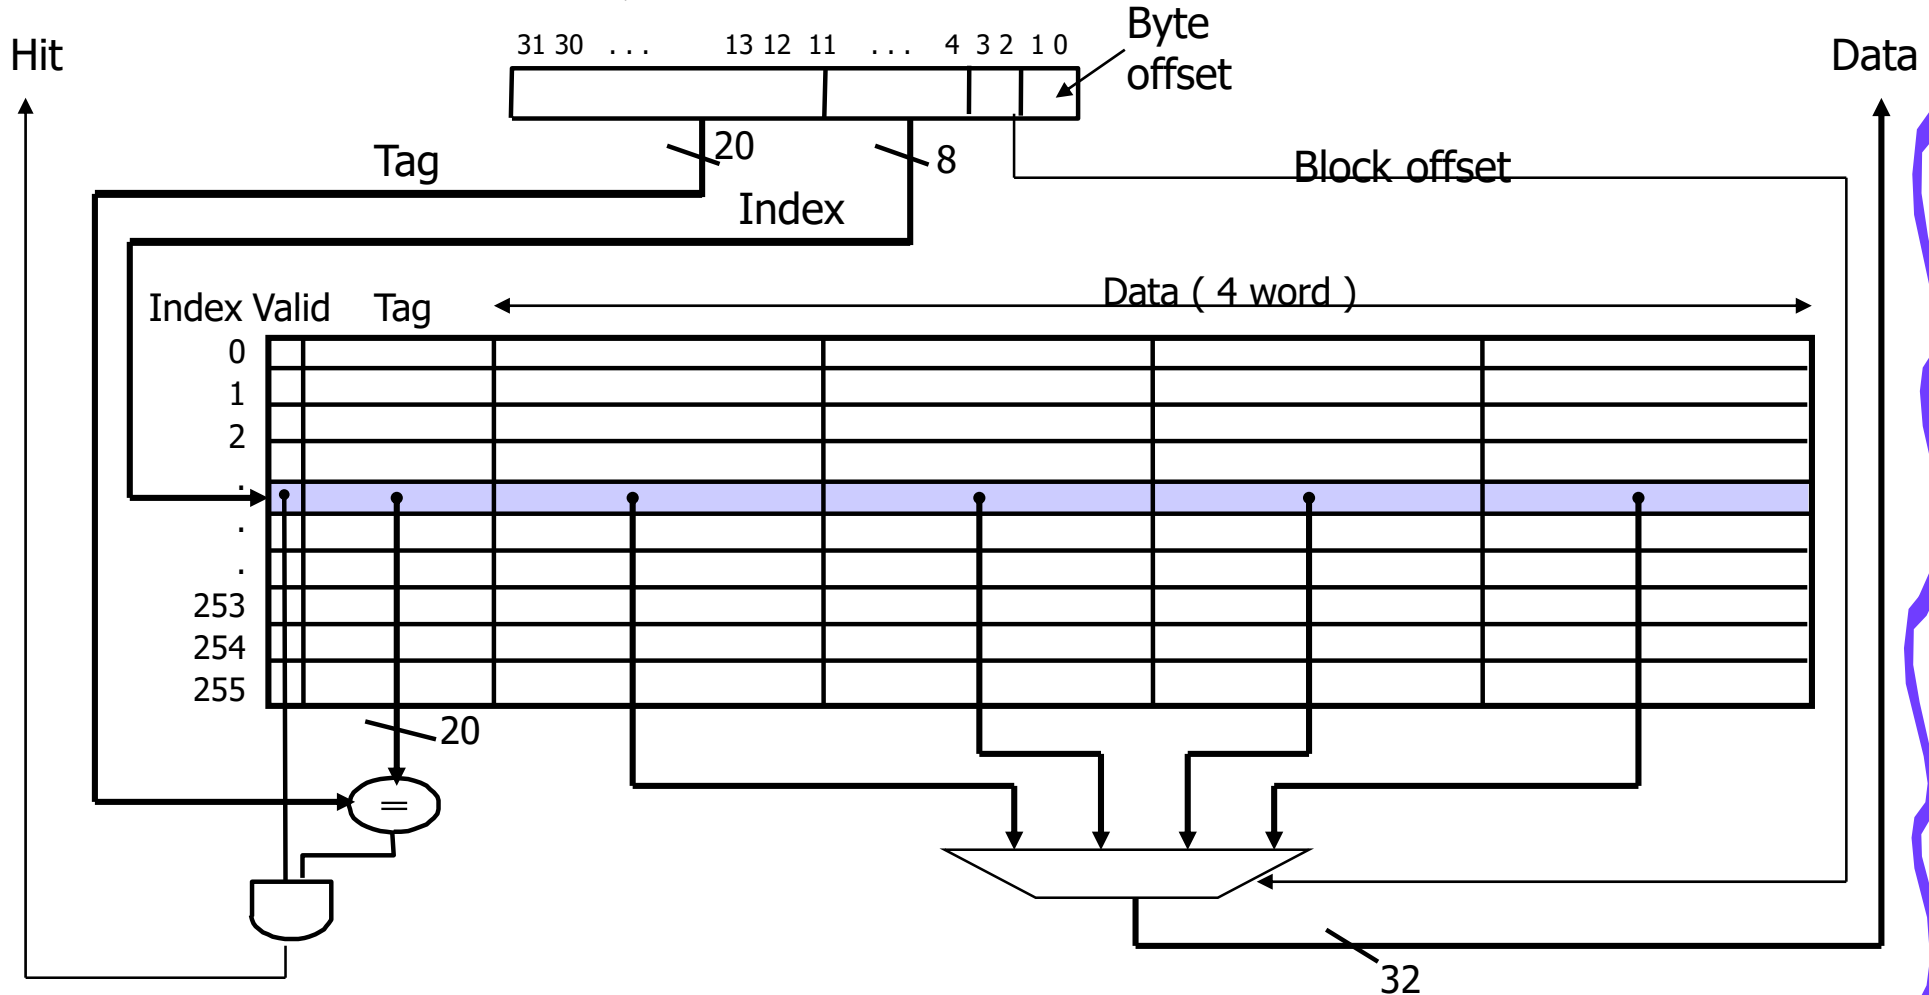 Hit
31 30 . . . 13 12 11 . . . 4 3 2 1 0
Byte
offset
Data
Tag
20
8
Block offset
Index
Index Valid Tag
Data ( 4 word )
0
1
2
.
.
.
253
254
255
20
=
32